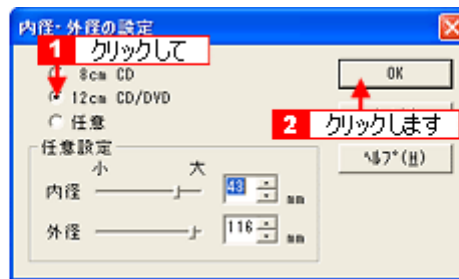 内径・外径の設定
1 クリックして
8cm CD
12cm CD/DVD
任意
OK
2 クリックします
ﾍﾙﾌﾟ(H)
任意設定
小 大
内径 43 mm
外径 116 mm